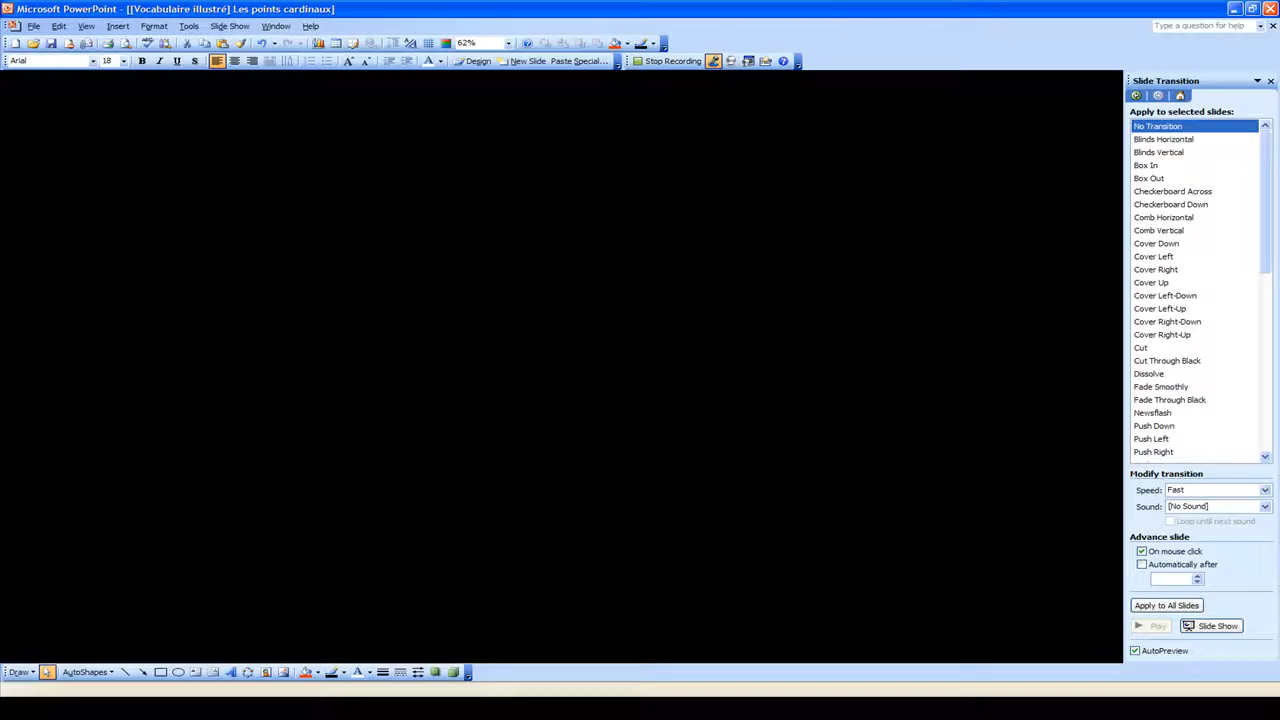 Microsoft PowerPoint - [[Vocabulaire illustré] Les points cardinaux]
File Edit View Insert Format Tools Slide Show Window Help
Type a question for help
62%
Arial 18 B I U S A Design New Slide Paste Special... Stop Recording
Slide Transition
Apply to selected slides:
No Transition
Blinds Horizontal
Blinds Vertical
Box In
Box Out
Checkerboard Across
Checkerboard Down
Comb Horizontal
Comb Vertical
Cover Down
Cover Left
Cover Right
Cover Up
Cover Left-Down
Cover Left-Up
Cover Right-Down
Cover Right-Up
Cut
Cut Through Black
Dissolve
Fade Smoothly
Fade Through Black
Newsflash
Push Down
Push Left
Push Right
Modify transition
Speed: Fast
Sound: [No Sound]
Loop until next sound
Advance slide
On mouse click
Automatically after
Apply to All Slides
Play Slide Show
AutoPreview
Draw AutoShapes A